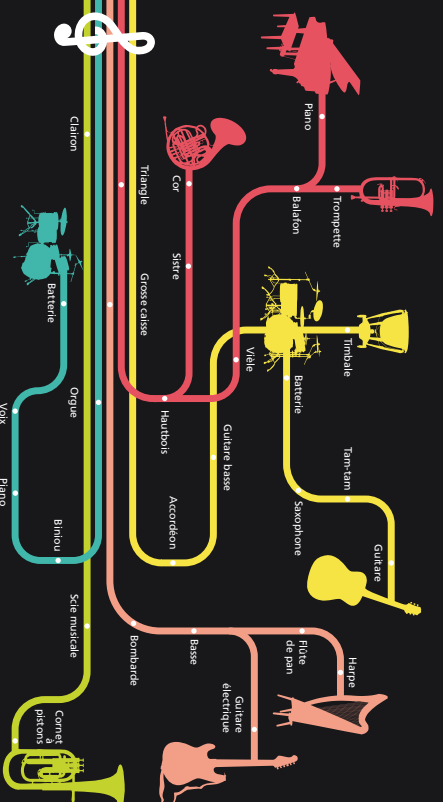 Piano
Trompette
Balafon
Cor
Sistre
Triangle
Clairon
Grosse caisse
Vièle
Timbale
Batterie
Batterie
Orgue
Hautbois
Guitare basse
Tam-tam
Saxophone
Guitare
Accordéon
Voix
Piano
Biniou
Scie musicale
Bombarde
Basse
Flûte
de pan
Harpe
Guitare
électrique
Cornet
à
pistons